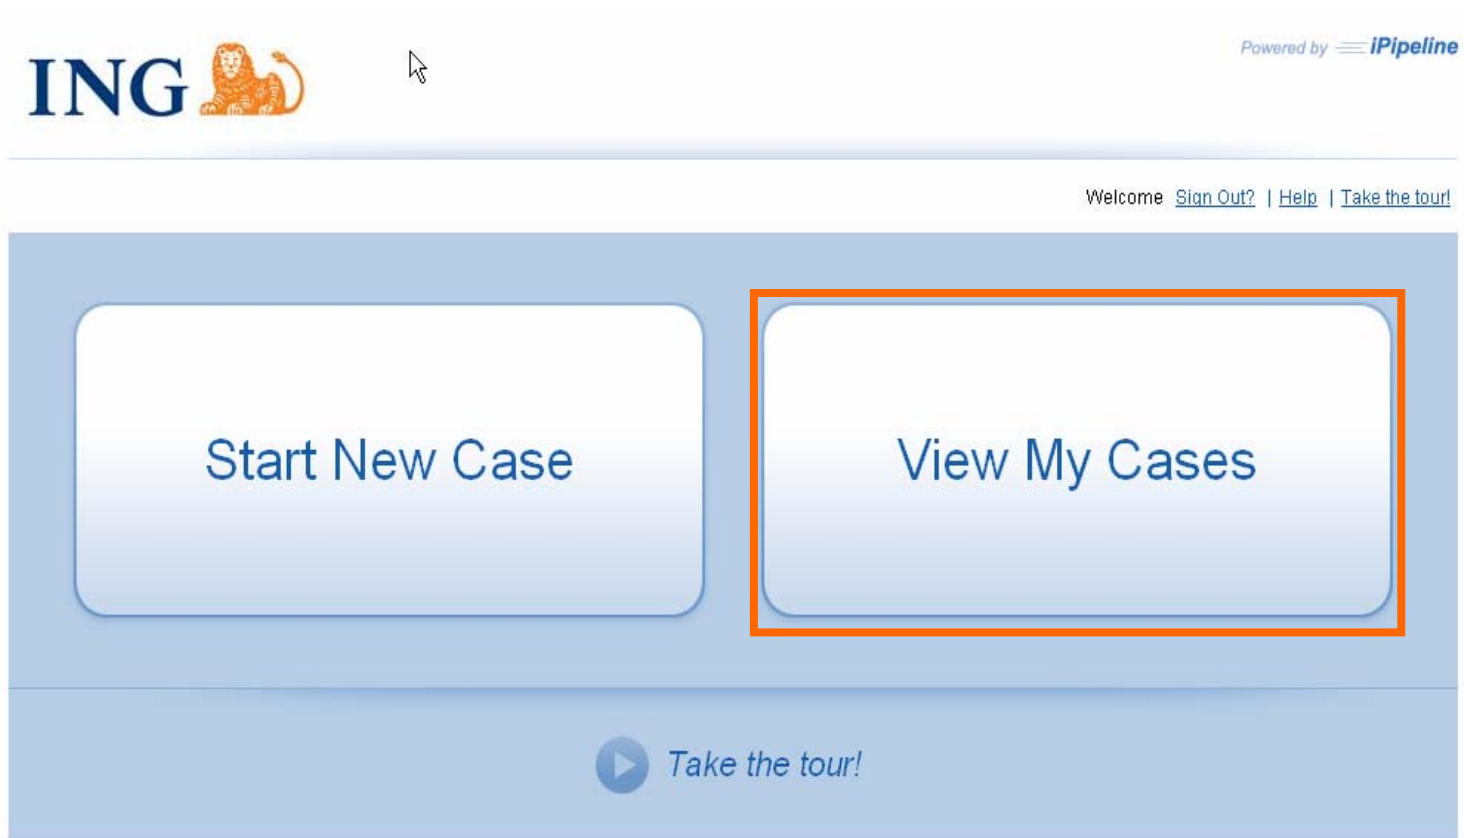 ING
Powered by iPipeline
Welcome Sign Out? | Help | Take the tour!
Start New Case
View My Cases
Take the tour!